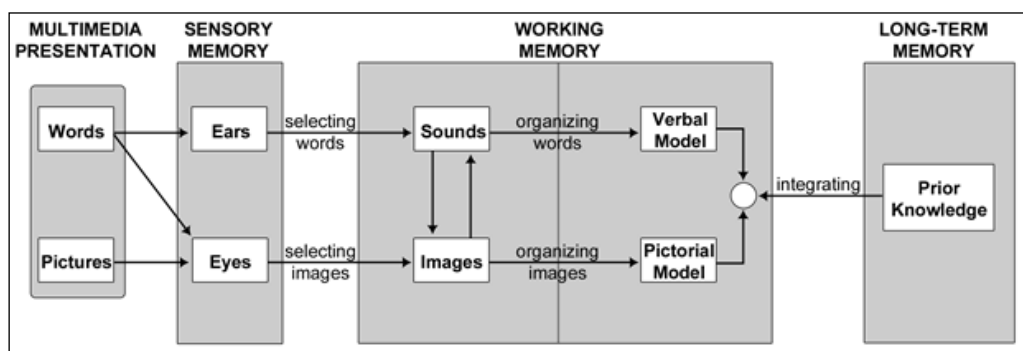 MULTIMEDIA
PRESENTATION
SENSORY
MEMORY
WORKING
MEMORY
LONG-TERM
MEMORY
Words
Ears
selecting
words
Sounds
organizing
words
Verbal
Model
integrating
Prior
Knowledge
Pictures
Eyes
selecting
images
Images
organizing
images
Pictorial
Model